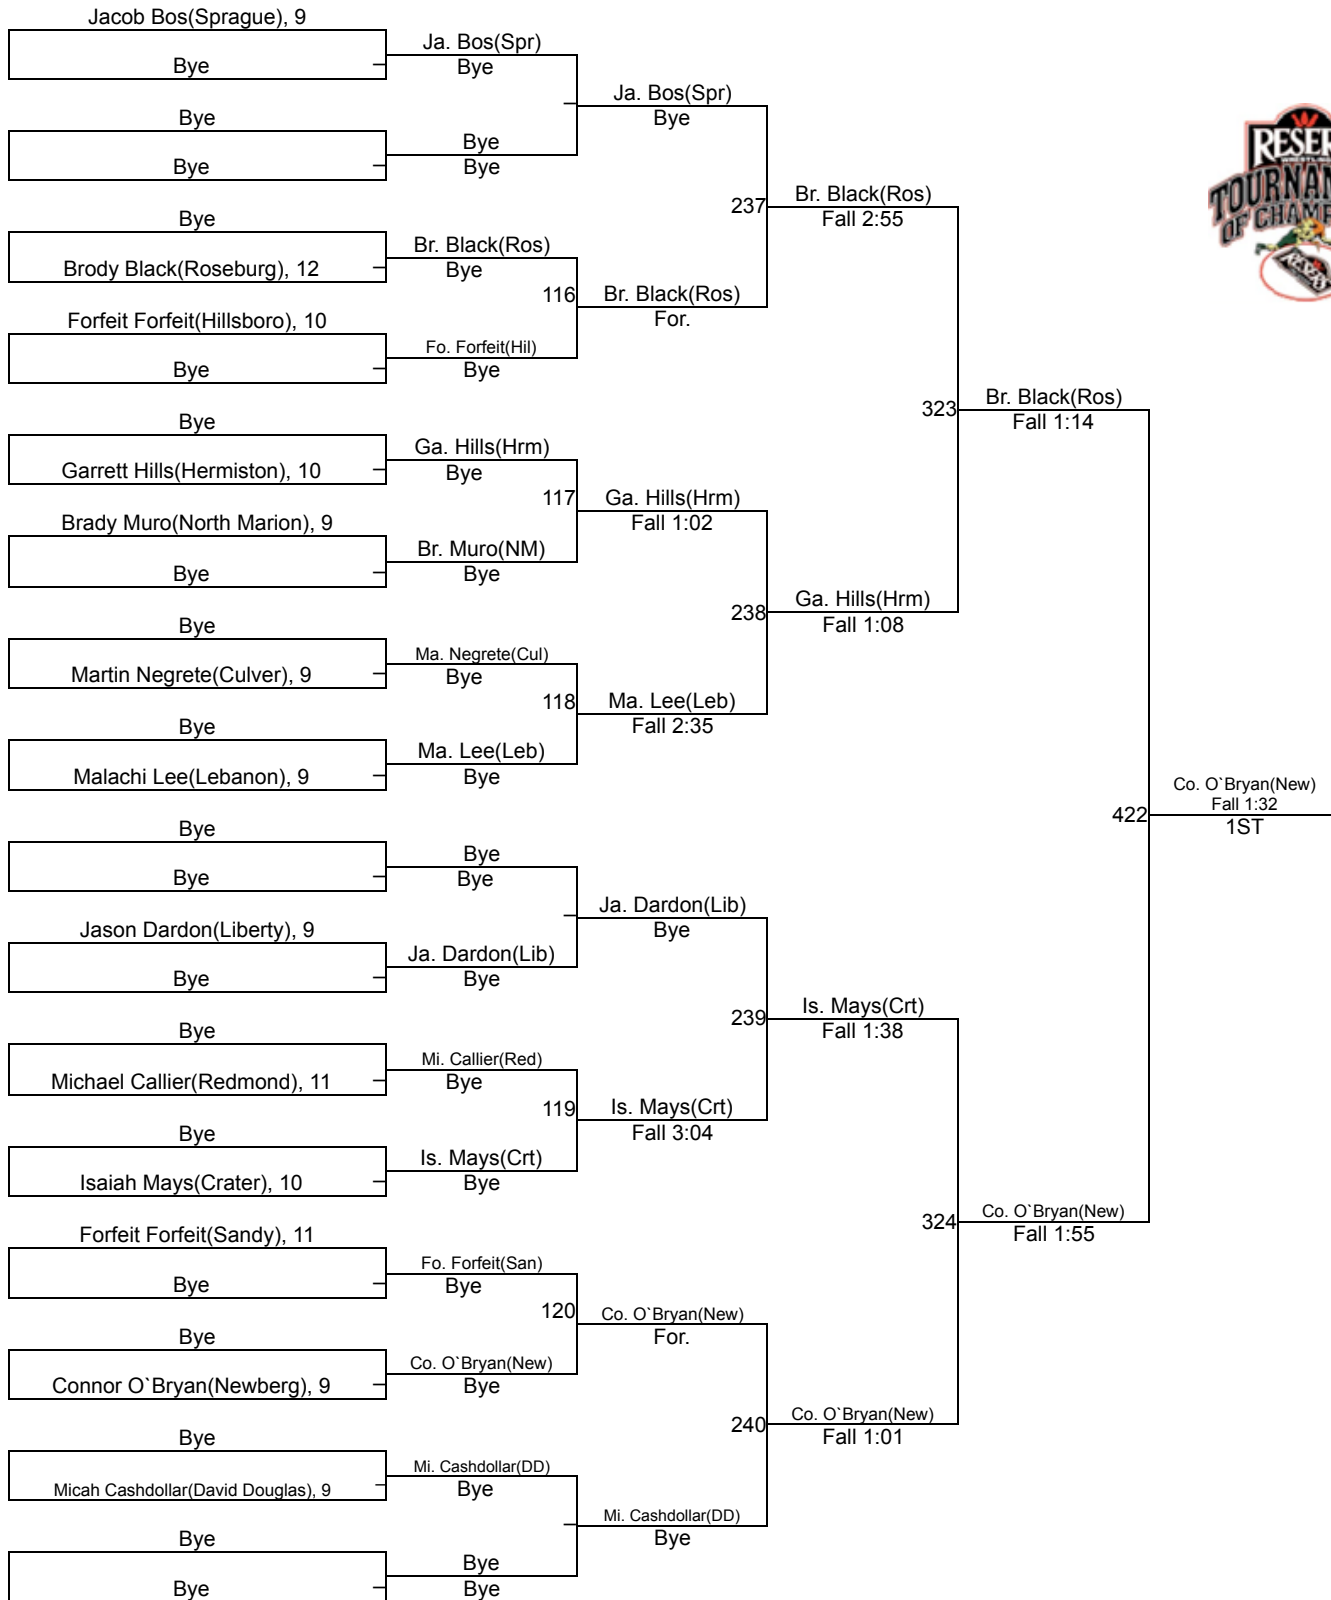 Jacob Bos(Sprague), 9
Bye
Bye
Bye
Bye
Brody Black(Roseburg), 12
Forfeit Forfeit(Hillsboro), 10
Bye
Bye
Garrett Hills(Hermiston), 10
Brady Muro(North Marion), 9
Bye
Bye
Martin Negrete(Culver), 9
Bye
Malachi Lee(Lebanon), 9
Bye
Bye
Jason Dardon(Liberty), 9
Bye
Bye
Michael Callier(Redmond), 11
Bye
Isaiah Mays(Crater), 10
Forfeit Forfeit(Sandy), 11
Bye
Bye
Connor O`Bryan(Newberg), 9
Bye
Micah Cashdollar(David Douglas), 9
Bye
Bye
Ja. Bos(Spr)
Bye
Bye
Bye
Br. Black(Ros)
Bye
116
Fo. Forfeit(Hil)
Bye
Ga. Hills(Hrm)
Bye
117
Br. Muro(NM)
Bye
Ma. Negrete(Cul)
Bye
118
Ma. Lee(Leb)
Bye
Bye
Bye
Ja. Dardon(Lib)
Bye
Mi. Callier(Red)
Bye
119
Is. Mays(Crt)
Bye
Fo. Forfeit(San)
Bye
120
Co. O`Bryan(New)
Bye
Mi. Cashdollar(DD)
Bye
Bye
Bye
Ja. Bos(Spr)
Bye
237
Br. Black(Ros)
For.
Ga. Hills(Hrm)
Fall 1:02
238
Ma. Lee(Leb)
Fall 2:35
Ja. Dardon(Lib)
Bye
239
Is. Mays(Crt)
Fall 3:04
Co. O`Bryan(New)
For.
240
Mi. Cashdollar(DD)
Bye
Br. Black(Ros)
Fall 2:55
323
Ga. Hills(Hrm)
Fall 1:08
Is. Mays(Crt)
Fall 1:38
324
Co. O`Bryan(New)
Fall 1:01
Br. Black(Ros)
Fall 1:14
422
Co. O`Bryan(New)
Fall 1:55
Co. O`Bryan(New)
Fall 1:32
1ST